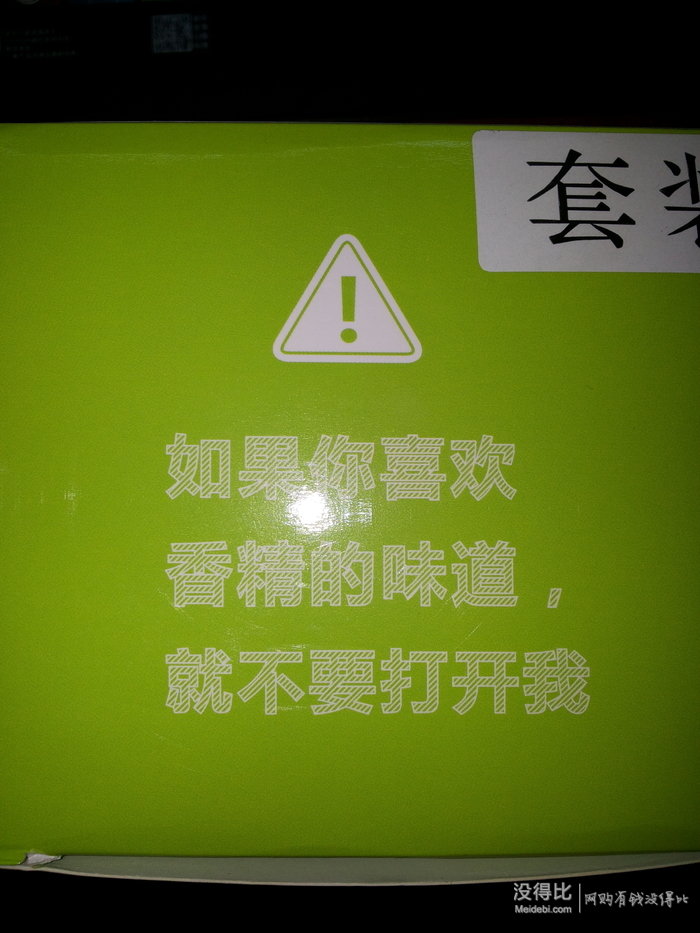 套装
!
如果你喜欢
香精的味道，
就不要打开我
没得比
Meidebi.com
网购有钱没得比